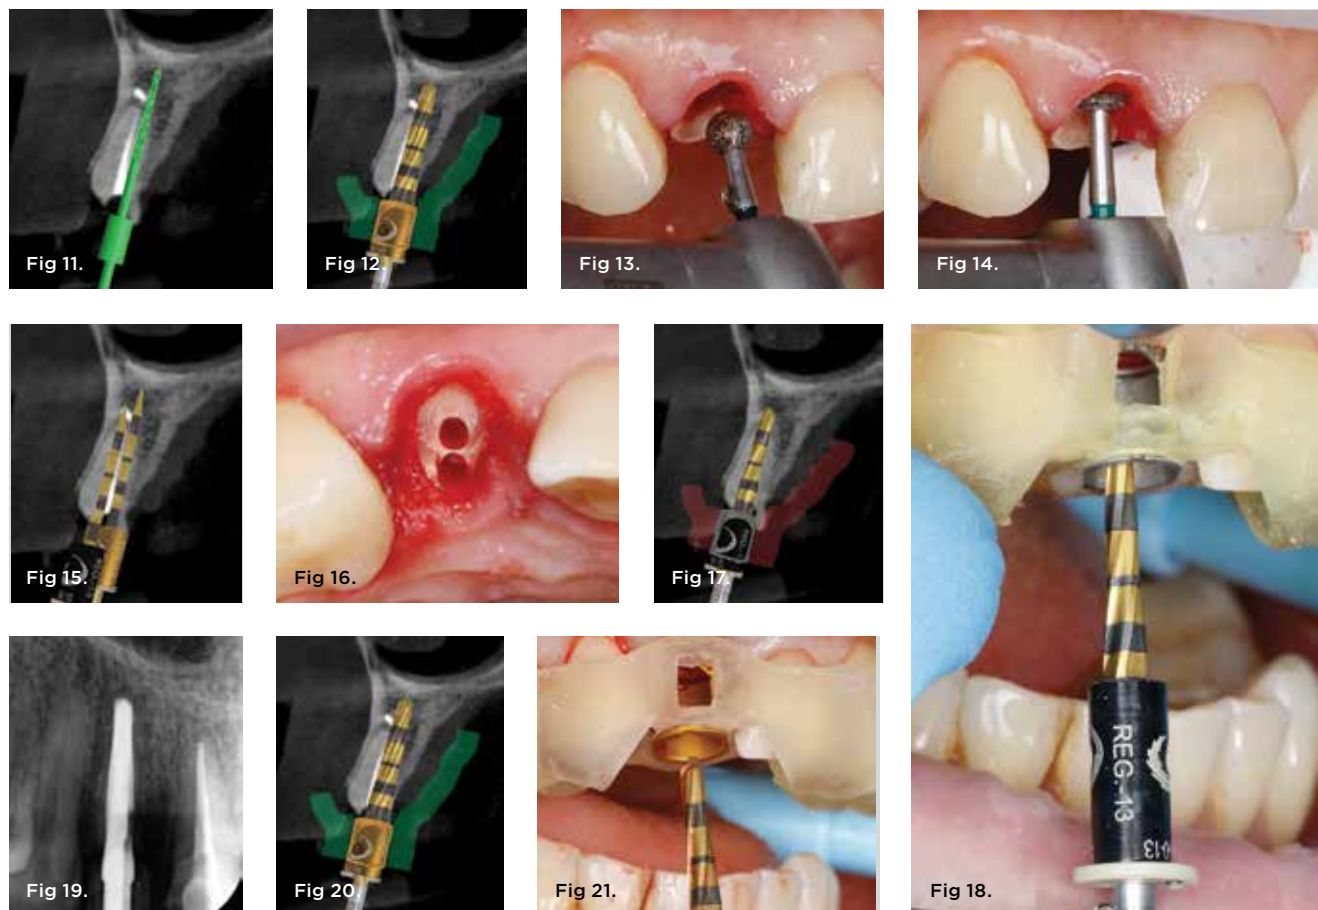 Fig 11.
Fig 12.
Fig 13.
Fig 14.
Fig 15.
Fig 16.
Fig 17.
Fig 18.
REG.-13
Fig 19.
Fig 20.
Fig 21.